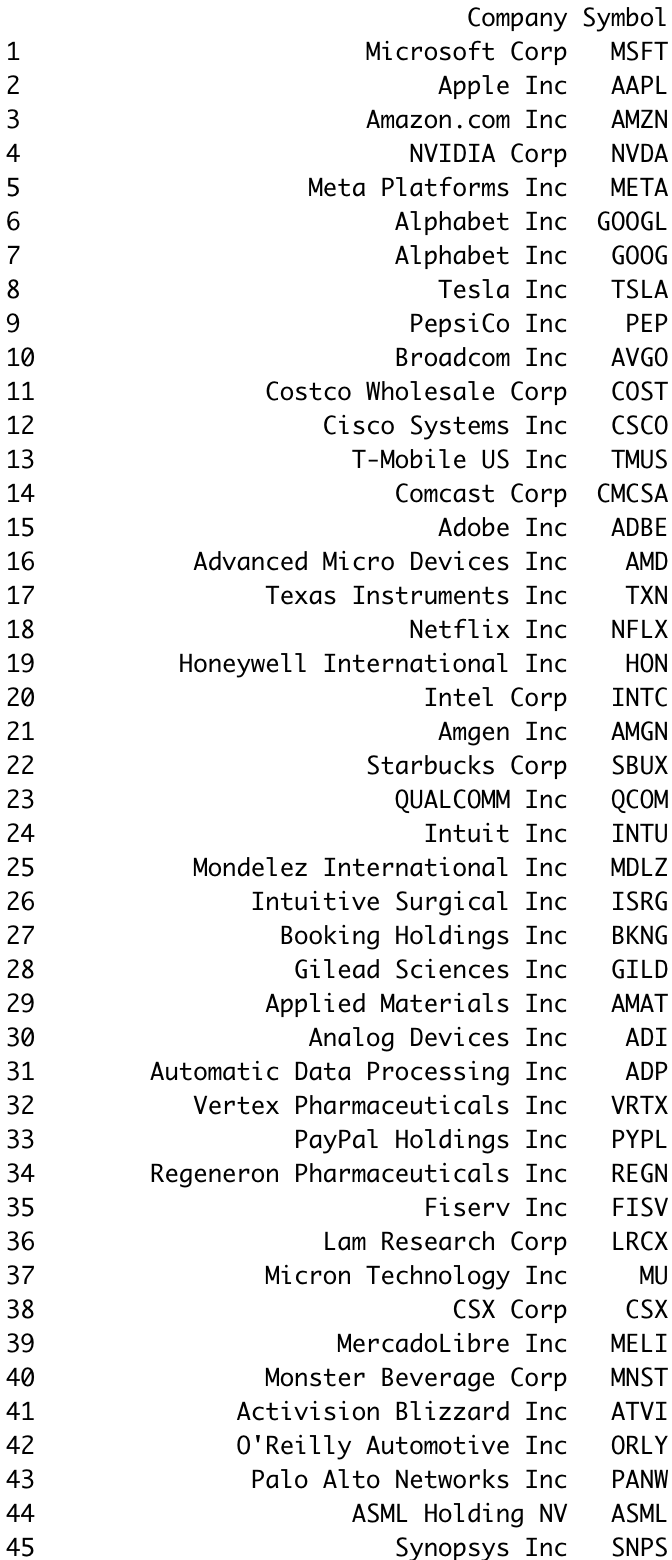 Company Symbol
1 Microsoft Corp MSFT
2 Apple Inc AAPL
3 Amazon.com Inc AMZN
4 NVIDIA Corp NVDA
5 Meta Platforms Inc META
6 Alphabet Inc GOOGL
7 Alphabet Inc GOOG
8 Tesla Inc TSLA
9 PepsiCo Inc PEP
10 Broadcom Inc AVGO
11 Costco Wholesale Corp COST
12 Cisco Systems Inc CSCO
13 T-Mobile US Inc TMUS
14 Comcast Corp CMCSA
15 Adobe Inc ADBE
16 Advanced Micro Devices Inc AMD
17 Texas Instruments Inc TXN
18 Netflix Inc NFLX
19 Honeywell International Inc HON
20 Intel Corp INTC
21 Amgen Inc AMGN
22 Starbucks Corp SBUX
23 QUALCOMM Inc QCOM
24 Intuit Inc INTU
25 Mondelez International Inc MDLZ
26 Intuitive Surgical Inc ISRG
27 Booking Holdings Inc BKNG
28 Gilead Sciences Inc GILD
29 Applied Materials Inc AMAT
30 Analog Devices Inc ADI
31 Automatic Data Processing Inc ADP
32 Vertex Pharmaceuticals Inc VRTX
33 PayPal Holdings Inc PYPL
34 Regeneron Pharmaceuticals Inc REGN
35 Fiserv Inc FISV
36 Lam Research Corp LRCX
37 Micron Technology Inc MU
38 CSX Corp CSX
39 MercadoLibre Inc MELI
40 Monster Beverage Corp MNST
41 Activision Blizzard Inc ATVI
42 O'Reilly Automotive Inc ORLY
43 Palo Alto Networks Inc PANW
44 ASML Holding NV ASML
45 Synopsys Inc SNPS